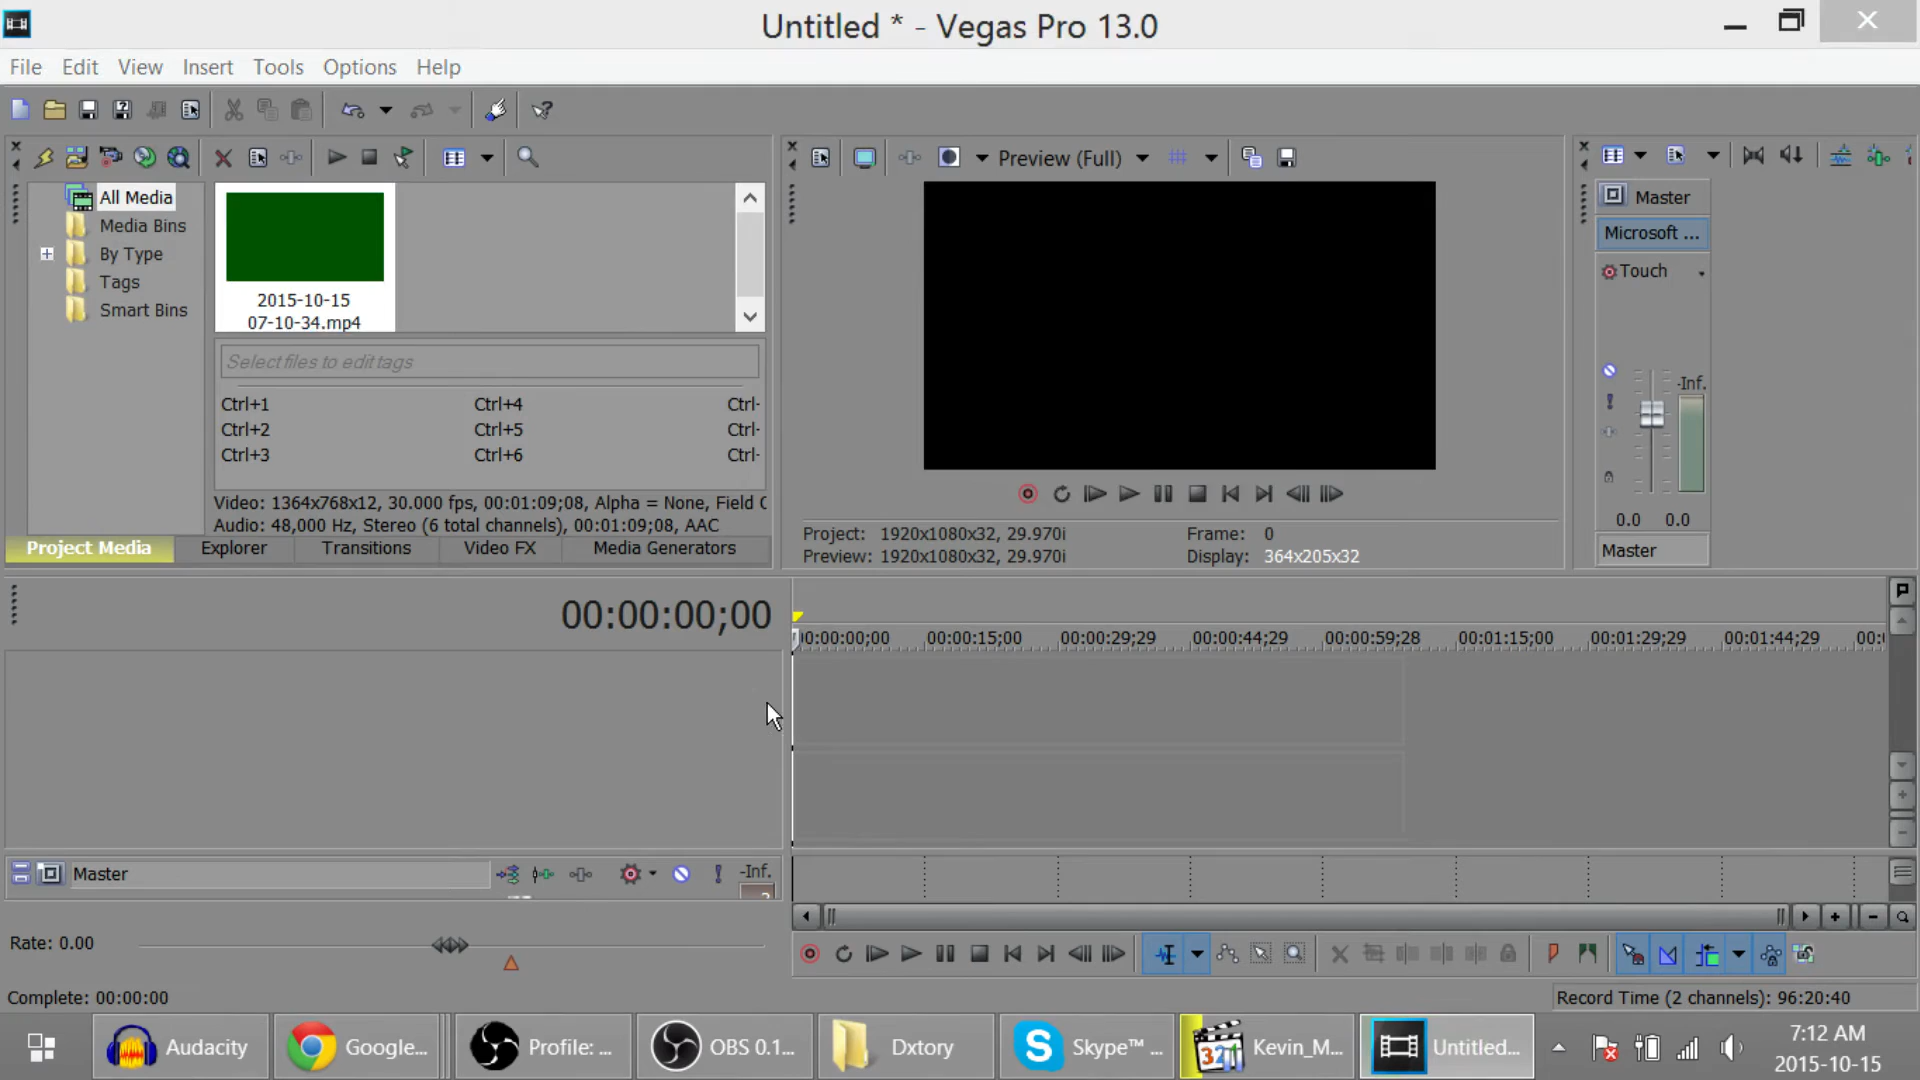 Untitled * - Vegas Pro 13.0
File Edit View Insert Tools Options Help
Preview (Full)
All Media
Media Bins
By Type
Tags
Smart Bins
2015-10-15
07-10-34.mp4
Select files to edit tags
Ctrl+1 Ctrl+4 Ctrl-
Ctrl+2 Ctrl+5 Ctrl-
Ctrl+3 Ctrl+6 Ctrl-
Video: 1364x768x12, 30.000 fps, 00:01:09;08, Alpha = None, Field O
Audio: 48,000 Hz, Stereo (6 total channels), 00:01:09;08, AAC
Project Media Explorer Transitions Video FX Media Generators
Project: 1920x1080x32, 29.970i Frame: 0
Preview: 1920x1080x32, 29.970i Display: 364x205x32
Master
Microsoft ...
Touch
-Inf.
0.0 0.0
Master
00:00:00;00
00:00:00;00 00:00:15;00 00:00:29;29 00:00:44;29 00:00:59;28 00:01:15;00 00:01:29;29 00:01:44;29 00:
Master -Inf.
Rate: 0.00
Complete: 00:00:00
Record Time (2 channels): 96:20:40
Audacity Google... Profile: ... OBS 0.1... Dxtory Skype™ ... Kevin_M... Untitled...
7:12 AM
2015-10-15